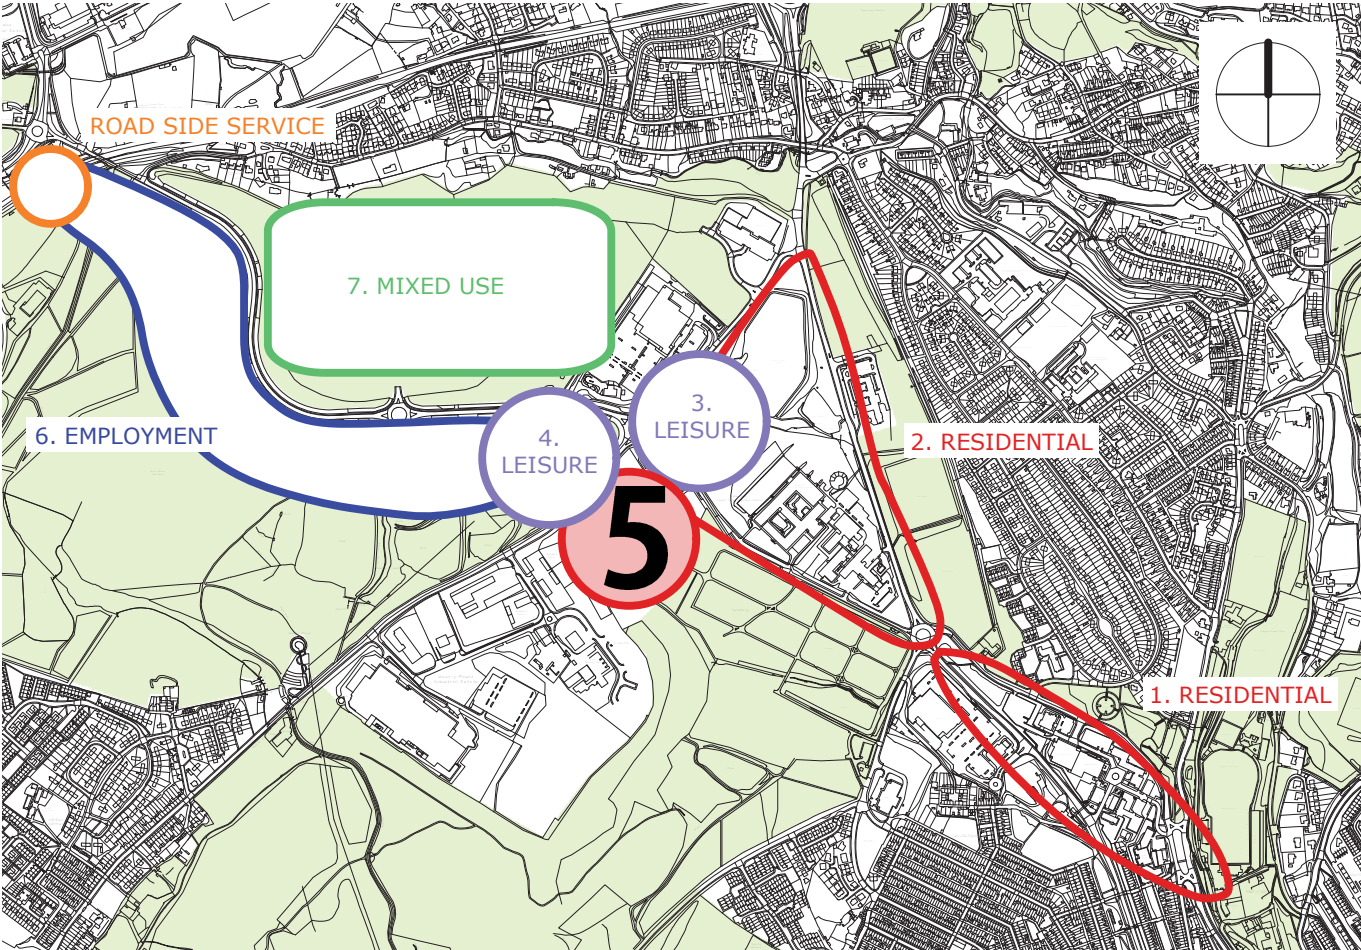 ROAD SIDE SERVICE
7. MIXED USE
3.
LEISURE
6. EMPLOYMENT
4.
LEISURE
2. RESIDENTIAL
5
1. RESIDENTIAL